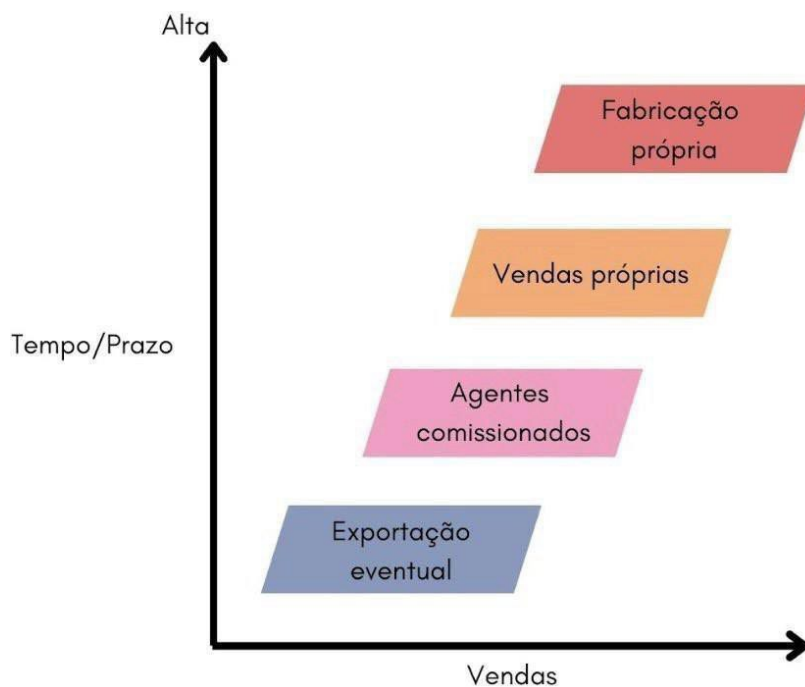 Alta
Fabricação
própria
Vendas próprias
Tempo/Prazo
Agentes
comissionados
Exportação
eventual
Vendas